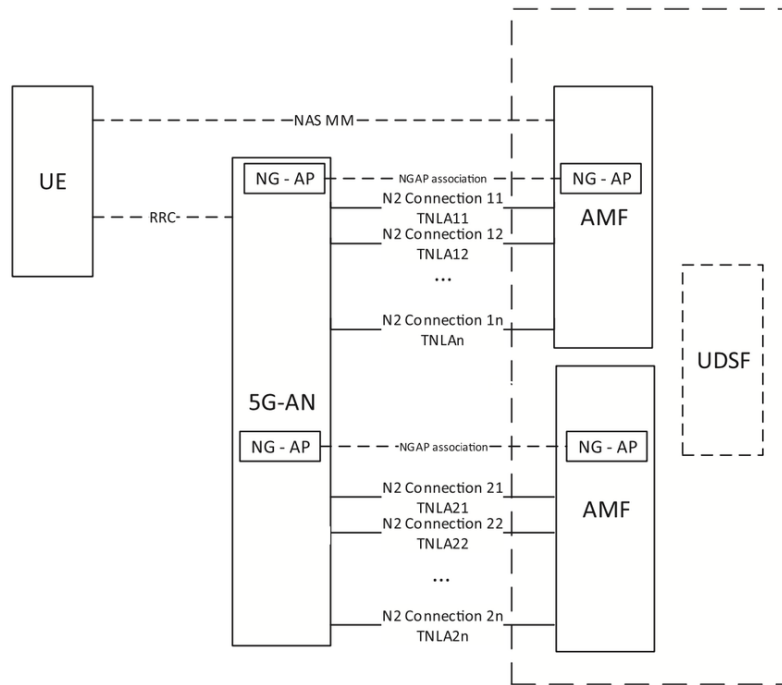 NAS MM
UE
NG - AP
NGAP association
NG - AP
N2 Connection 11
AMF
RRC
TNLA11
N2 Connection 12
TNLA12
...
N2 Connection 1n
TNLAn
UDSF
5G-AN
NG - AP
NGAP association
NG - AP
N2 Connection 21
TNLA21
AMF
N2 Connection 22
TNLA22
...
N2 Connection 2n
TNLA2n